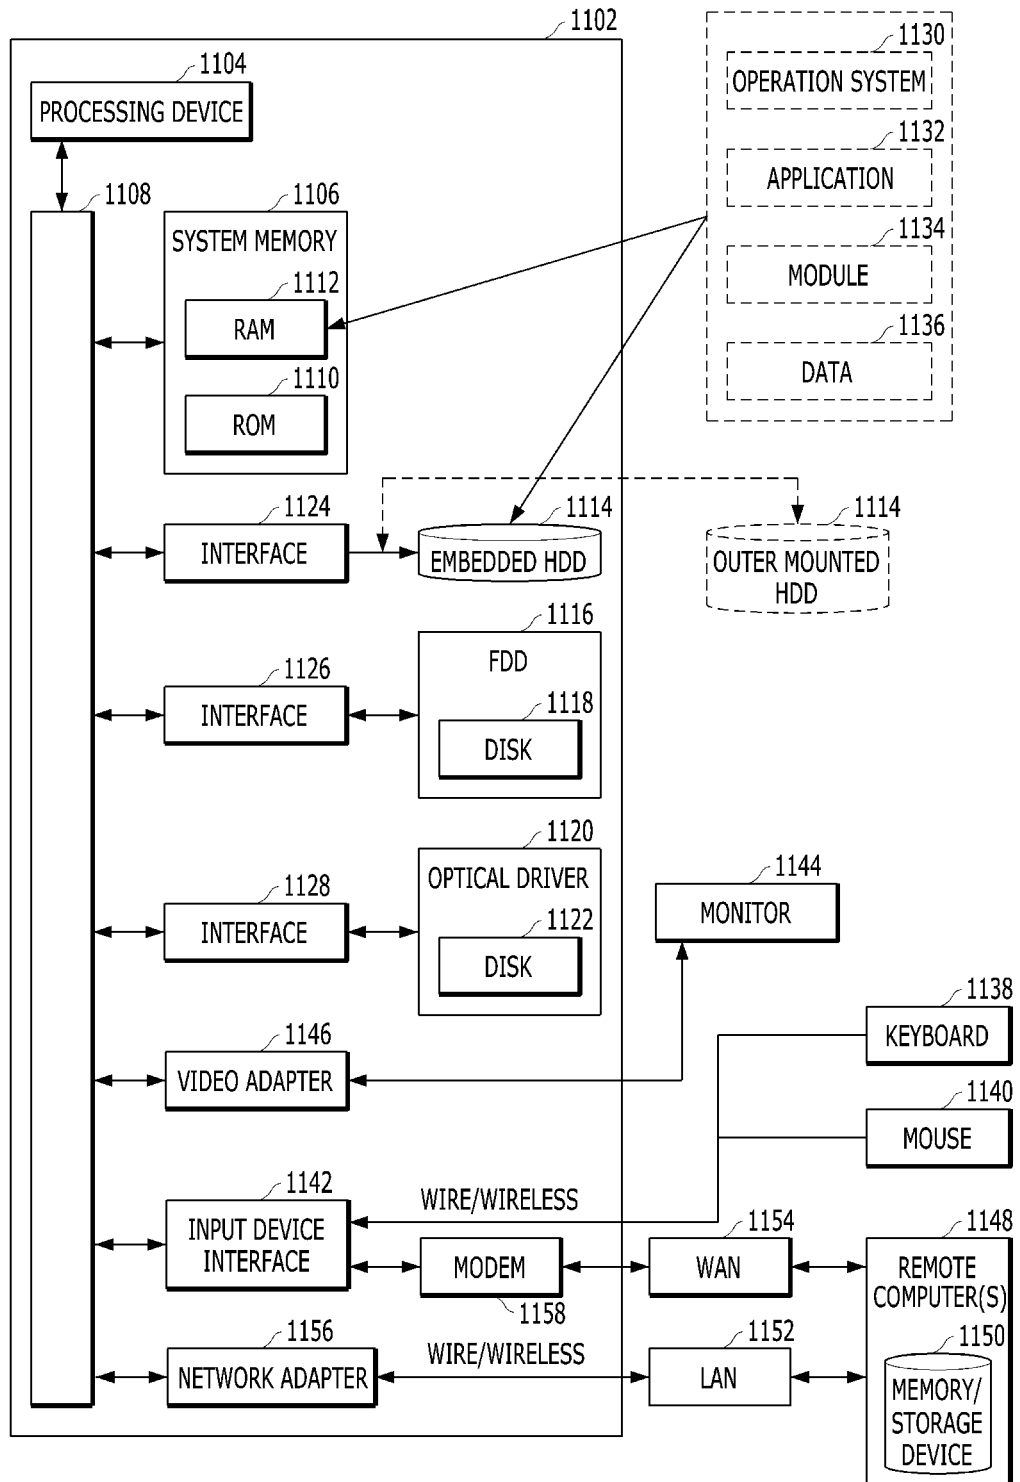 1102
1104
PROCESSING DEVICE
1108
1106
SYSTEM MEMORY
1112
RAM
1110
ROM
1130
OPERATION SYSTEM
1132
APPLICATION
1134
MODULE
1136
DATA
1124
INTERFACE
1114
EMBEDDED HDD
1114
OUTER MOUNTED
HDD
1116
FDD
1126
INTERFACE
1118
DISK
1120
OPTICAL DRIVER
1128
INTERFACE
1122
DISK
1144
MONITOR
1138
KEYBOARD
1146
VIDEO ADAPTER
1140
MOUSE
1142
INPUT DEVICE
INTERFACE
WIRE/WIRELESS
MODEM
1158
1154
WAN
1148
REMOTE
COMPUTER(S)
1156
NETWORK ADAPTER
WIRE/WIRELESS
1152
LAN
1150
MEMORY/
STORAGE
DEVICE